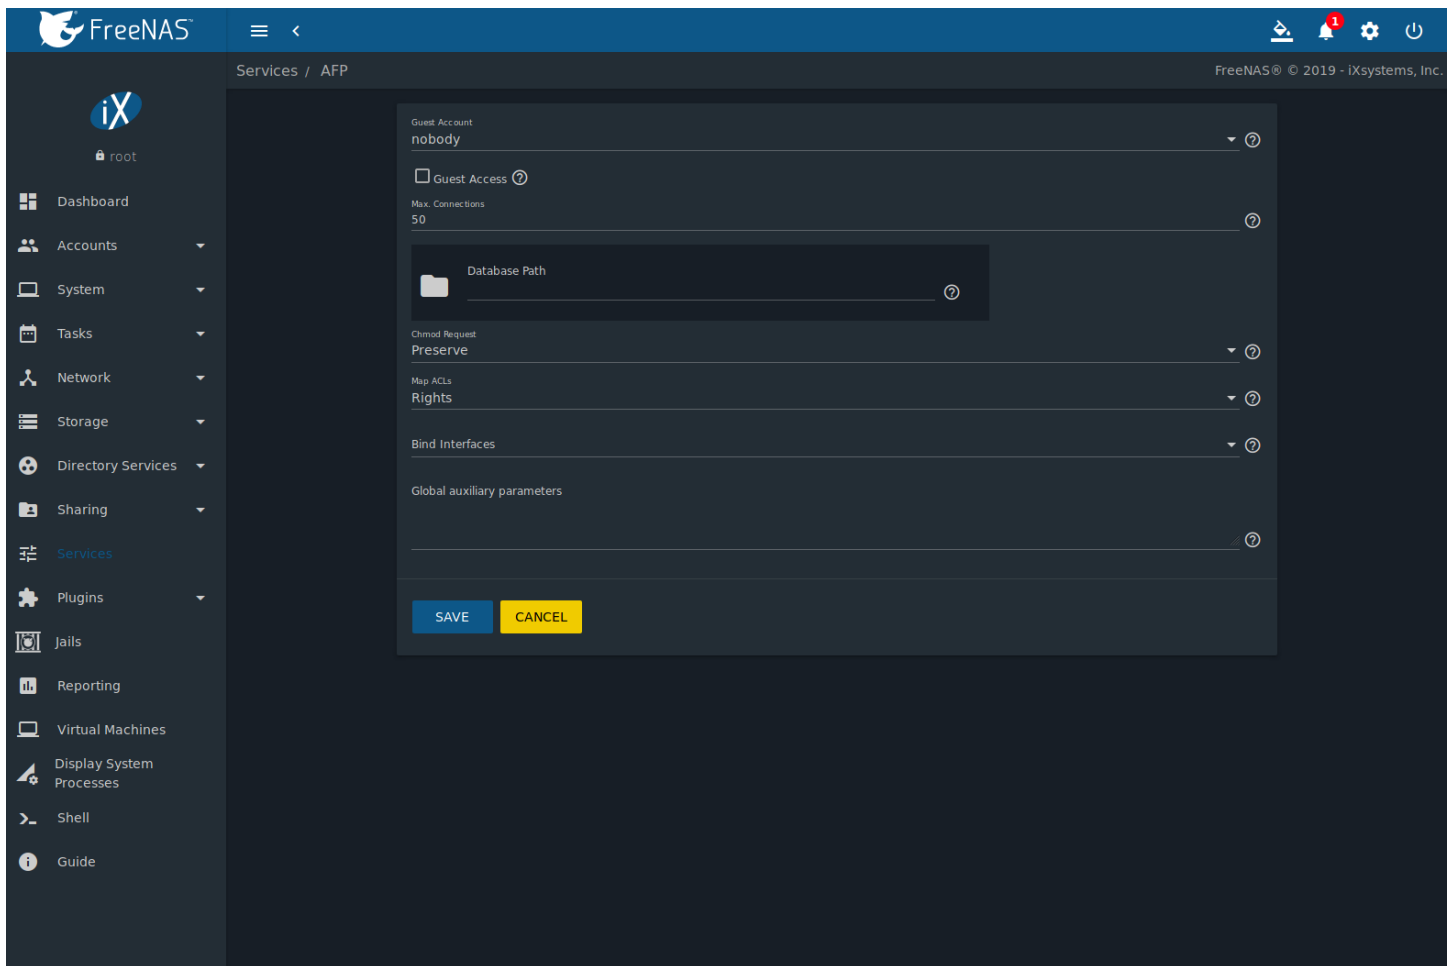 FreeNAS™
1
Services / AFP
FreeNAS® © 2019 - iXsystems, Inc.
iX
root
Dashboard
Accounts
System
Tasks
Network
Storage
Directory Services
Sharing
Services
Plugins
Jails
Reporting
Virtual Machines
Display System
Processes
Shell
Guide
Guest Account
nobody
Guest Access
Max. Connections
50
Database Path
Chmod Request
Preserve
Map ACLs
Rights
Bind Interfaces
Global auxiliary parameters
SAVE
CANCEL